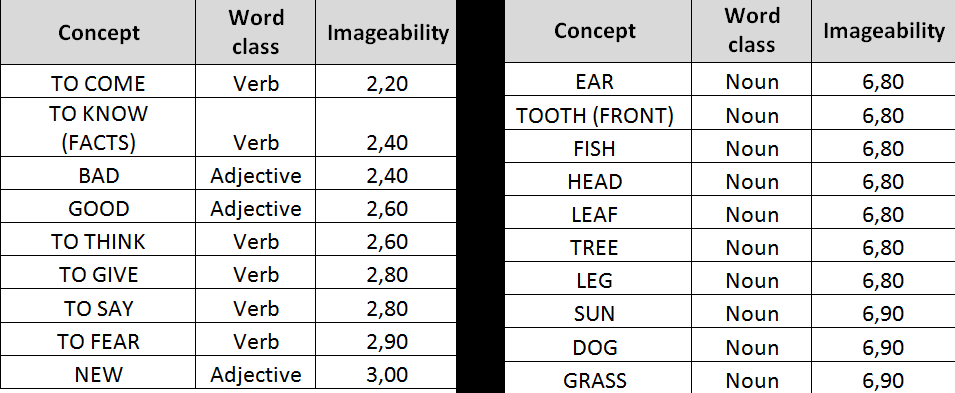 Concept Word class Imageability
TO COME Verb 2,20
TO KNOW (FACTS) Verb 2,40
BAD Adjective 2,40
GOOD Adjective 2,60
TO THINK Verb 2,60
TO GIVE Verb 2,80
TO SAY Verb 2,80
TO FEAR Verb 2,90
NEW Adjective 3,00
Concept Word class Imageability
EAR Noun 6,80
TOOTH (FRONT) Noun 6,80
FISH Noun 6,80
HEAD Noun 6,80
LEAF Noun 6,80
TREE Noun 6,80
LEG Noun 6,80
SUN Noun 6,90
DOG Noun 6,90
GRASS Noun 6,90